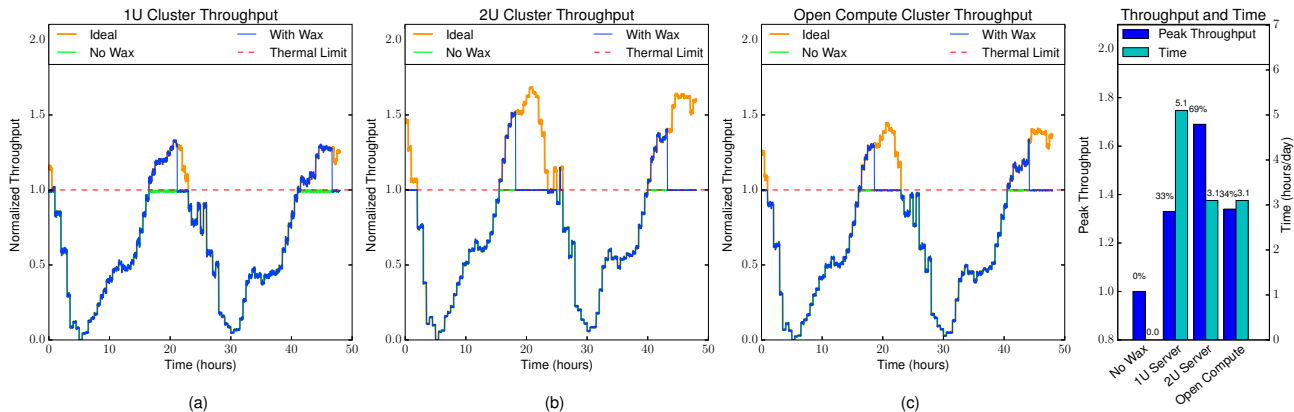 1U Cluster Throughput
Ideal
No Wax
With Wax
Thermal Limit
Normalized Throughput
2.0
1.5
1.0
0.5
0.0
0 10 20 30 40 50
Time (hours)
(a)
2U Cluster Throughput
Ideal
No Wax
With Wax
Thermal Limit
Normalized Throughput
2.0
1.5
1.0
0.5
0.0
0 10 20 30 40 50
Time (hours)
(b)
Open Compute Cluster Throughput
Ideal
No Wax
With Wax
Thermal Limit
Normalized Throughput
2.0
1.5
1.0
0.5
0.0
0 10 20 30 40 50
Time (hours)
(c)
Throughput and Time
Peak Throughput
Time
Peak Throughput
2.0
1.8
1.6
1.4
1.2
1.0
0.8
0% 0.0
33% 5.1
69% 3.1
34% 3.1
7
6
5
4
3
2
1
0
Time (hours/day)
No Wax
1U Server
2U Server
Open Compute